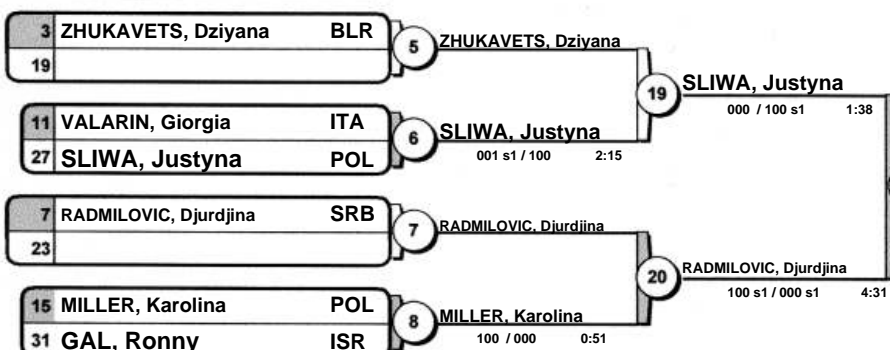 3 ZHUKAVETS, Dziyana BLR
19
5
ZHUKAVETS, Dziyana
11 VALARIN, Giorgia ITA
27 SLIWA, Justyna POL
6
SLIWA, Justyna
001 s1 / 100 2:15
19
SLIWA, Justyna
000 / 100 s1 1:38
7 RADMILOVIC, Djurdjina SRB
23
7
RADMILOVIC, Djurdjina
15 MILLER, Karolina POL
31 GAL, Ronny ISR
8
MILLER, Karolina
100 / 000 0:51
20
RADMILOVIC, Djurdjina
100 s1 / 000 s1 4:31